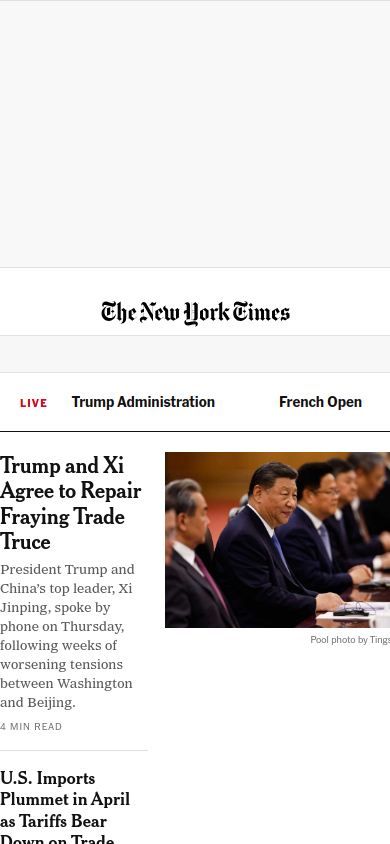 The New York Times
LIVE Trump Administration French Open
Trump and Xi
Agree to Repair
Fraying Trade
Truce
President Trump and
China’s top leader, Xi
Jinping, spoke by
phone on Thursday,
following weeks of
worsening tensions
between Washington
and Beijing.
4 MIN READ
Pool photo by Tings
U.S. Imports
Plummet in April
as Tariffs Bear
Down on Trade